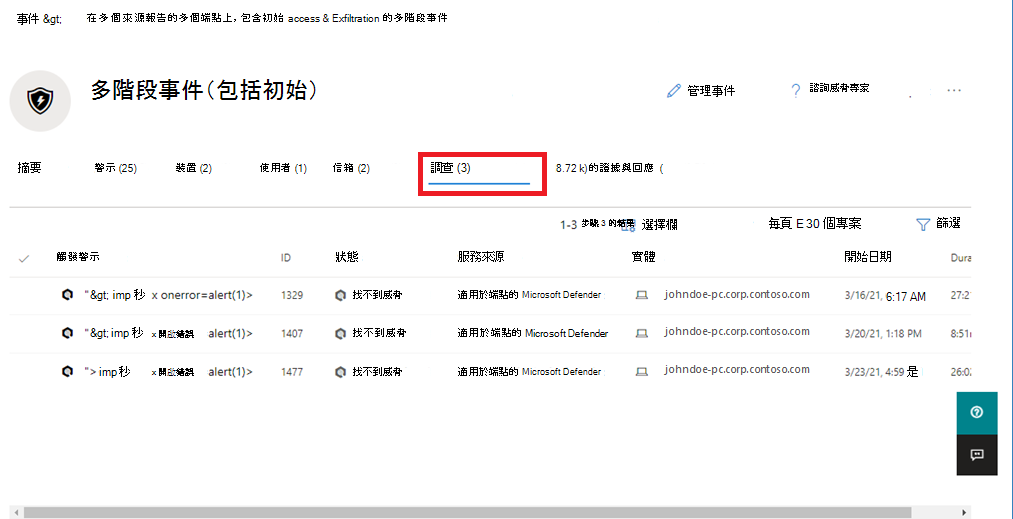 事件 &gt; 在多個來源報告的多個端點上，包含初始 access & Exfiltration 的多階段事件
多階段事件（包括初始）
管理事件 ? 諮詢威脅專家 ...
摘要 警示 (25) 裝置 (2) 使用者 (1) 信箱 (2) 調查 (3) 8.72 k)的證據與回應 (
1-3 步驟 3 的結果 選擇欄 每頁 E 30 個專案 篩選
觸發警示 ID 狀態 服務來源 實體 開始日期 Dura
"&gt; imp 秒 x onerror=alert(1)> 1329 找不到威脅 適用於端點的 Microsoft Defender johndoe-pc.corp.contoso.com 3/16/21, 6:17 AM 27:2
"&gt; imp 秒 x 開啟錯誤 alert(1)> 1407 找不到威脅 適用於端點的 Microsoft Defender johndoe-pc.corp.contoso.com 3/20/21, 1:18 PM 8:51
"> imp 秒 x 開啟錯誤 alert(1)> 1477 找不到威脅 適用於端點的 Microsoft Defender johndoe-pc.corp.contoso.com 3/23/21, 4:59 是 26:0